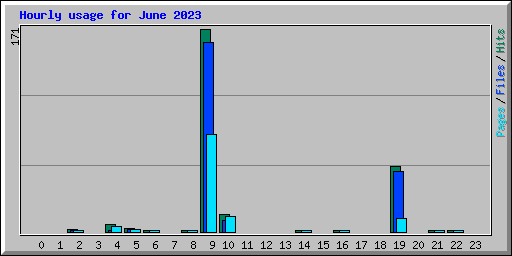 Hourly usage for June 2023
171
Pages/Files/Hits
0 1 2 3 4 5 6 7 8 9 10 11 12 13 14 15 16 17 18 19 20 21 22 23